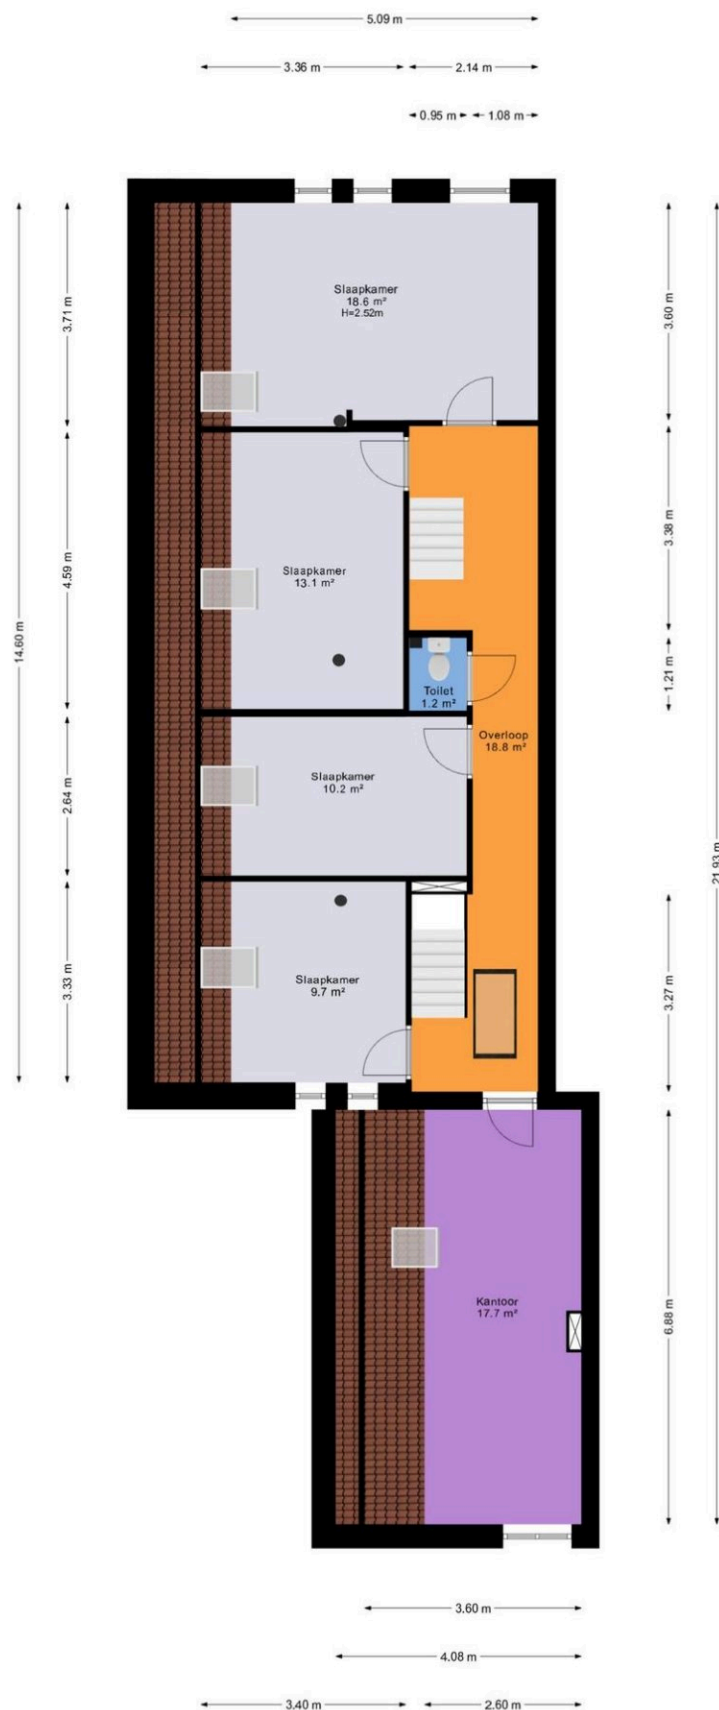 5.09 m
3.36 m
2.14 m
0.95 m
1.08 m
14.60 m
3.71 m
4.59 m
2.64 m
3.33 m
Slaapkamer
18.6 m²
H=2.52m
Slaapkamer
13.1 m²
Toilet
1.2 m²
Overloop
18.8 m²
Slaapkamer
10.2 m²
Slaapkamer
9.7 m²
Kantoor
17.7 m²
3.60 m
3.38 m
1.21 m
3.27 m
6.88 m
21.93 m
3.60 m
4.08 m
3.40 m
2.60 m